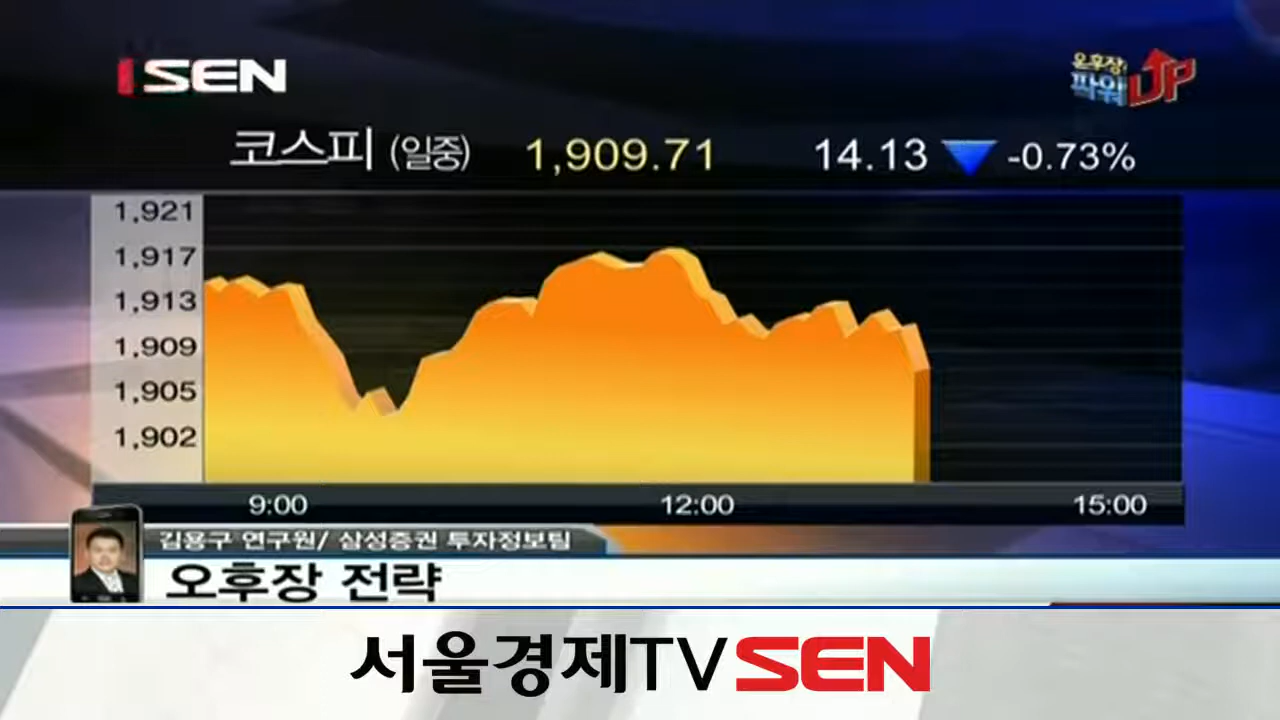 SEN
오후장
파워UP
코스피 (일중) 1,909.71 14.13 -0.73%
1,921
1,917
1,913
1,909
1,905
1,902
9:00 12:00 15:00
김용구 연구원/ 삼성증권 투자정보팀
오후장 전략
서울경제TV SEN